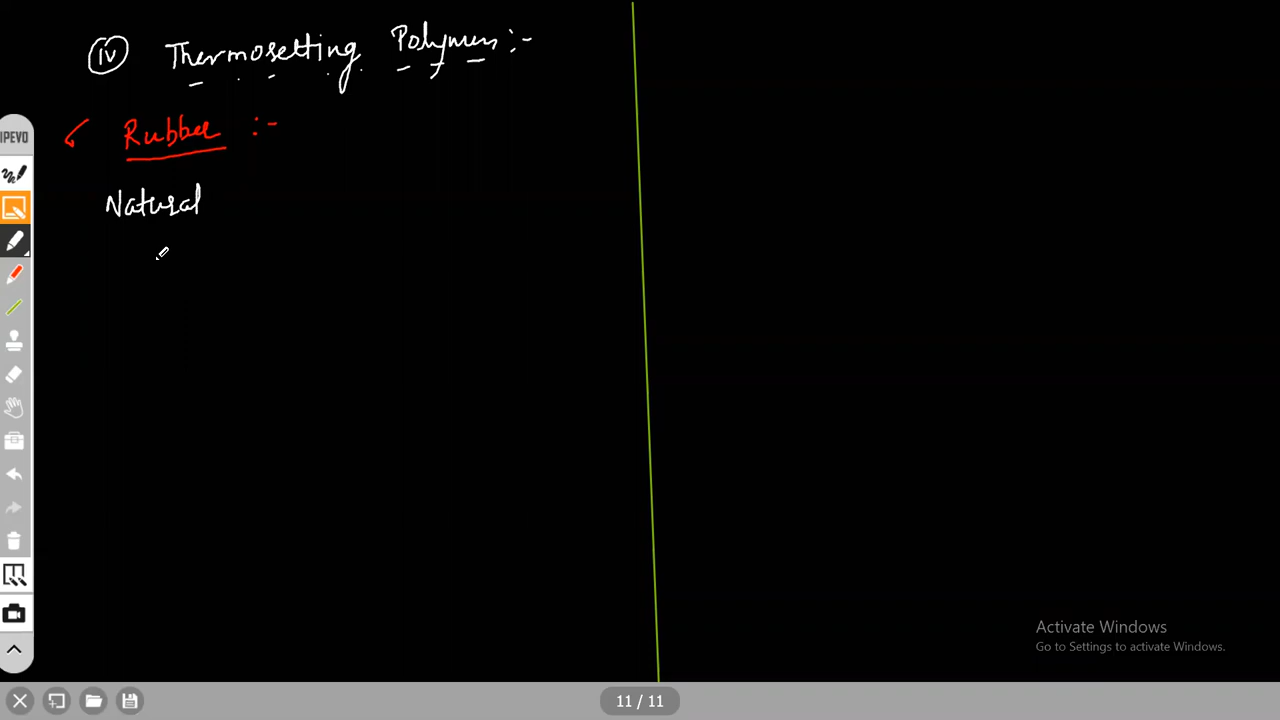 iv Thermosetting Polymers :-
Rubber :-
Natural
IPEVO
Activate Windows
Go to Settings to activate Windows.
11 / 11